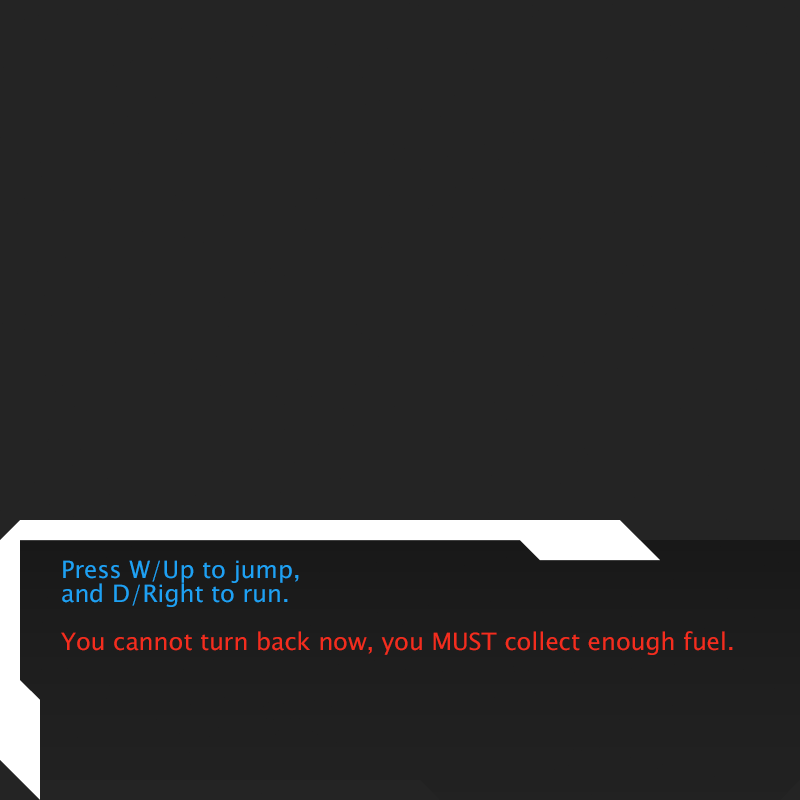 Press W/Up to jump,
and D/Right to run.
You cannot turn back now, you MUST collect enough fuel.